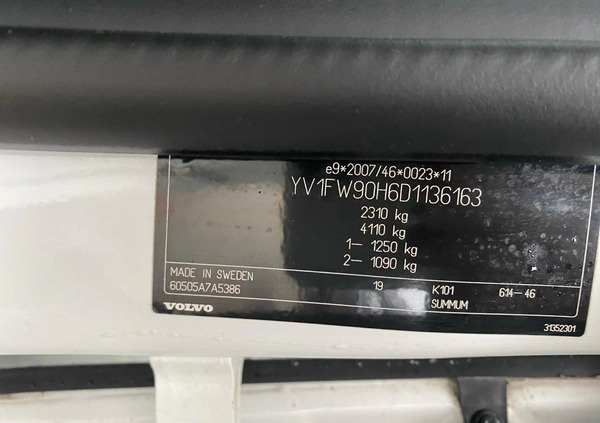 e9*2007/46*0023*11
YV1FW90H6D1136163
2310 kg
4110 kg
1- 1250 kg
2- 1090 kg
MADE IN SWEDEN
60505A7A5386 19 K101 614-46
SUMMUM
VOLVO 31352301